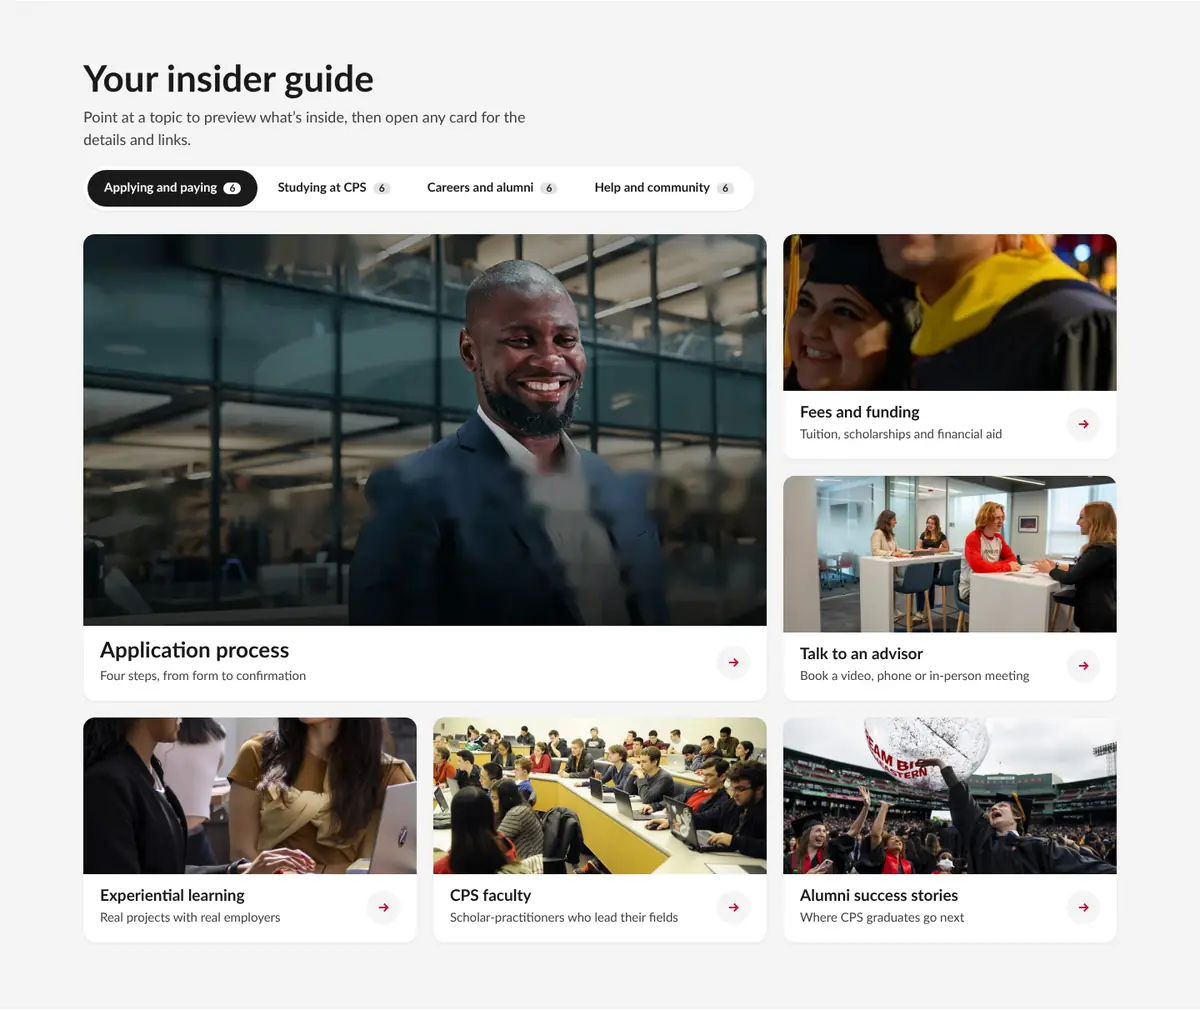 Your insider guide
Point at a topic to preview what's inside, then open any card for the
details and links.
Applying and paying 6
Studying at CPS 6
Careers and alumni 6
Help and community 6
Application process
Four steps, from form to confirmation
Fees and funding
Tuition, scholarships and financial aid
Talk to an advisor
Book a video, phone or in-person meeting
Experiential learning
Real projects with real employers
CPS faculty
Scholar-practitioners who lead their fields
Alumni success stories
Where CPS graduates go next